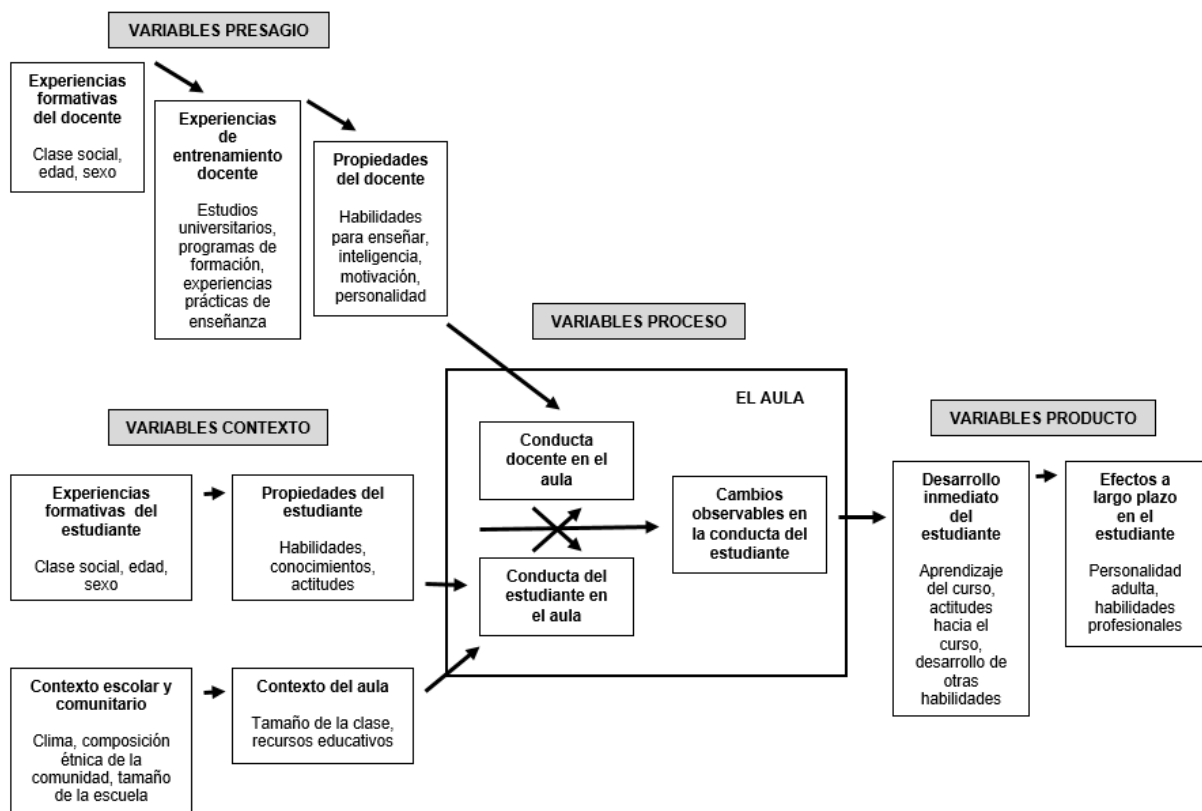 VARIABLES PRESAGIO
Experiencias
formativas
del docente
Clase social,
edad, sexo
Experiencias
de
entrenamiento
docente
Estudios
universitarios,
programas de
formación,
experiencias
prácticas de
enseñanza
Propiedades
del docente
Habilidades
para enseñar,
inteligencia,
motivación,
personalidad
VARIABLES PROCESO
EL AULA
VARIABLES CONTEXTO
Experiencias
formativas del
estudiante
Clase social, edad,
sexo
Propiedades del
estudiante
Habilidades,
conocimientos,
actitudes
Contexto escolar y
comunitario
Clima, composición
étnica de la
comunidad, tamaño
de la escuela
Contexto del aula
Tamaño de la clase,
recursos educativos
Conducta
docente en el
aula
Conducta del
estudiante en
el aula
Cambios
observables en
la conducta del
estudiante
VARIABLES PRODUCTO
Desarrollo
inmediato
del
estudiante
Aprendizaje
del curso,
actitudes
hacia el
curso,
desarrollo de
otras
habilidades
Efectos a
largo plazo
en el
estudiante
Personalidad
adulta,
habilidades
profesionales